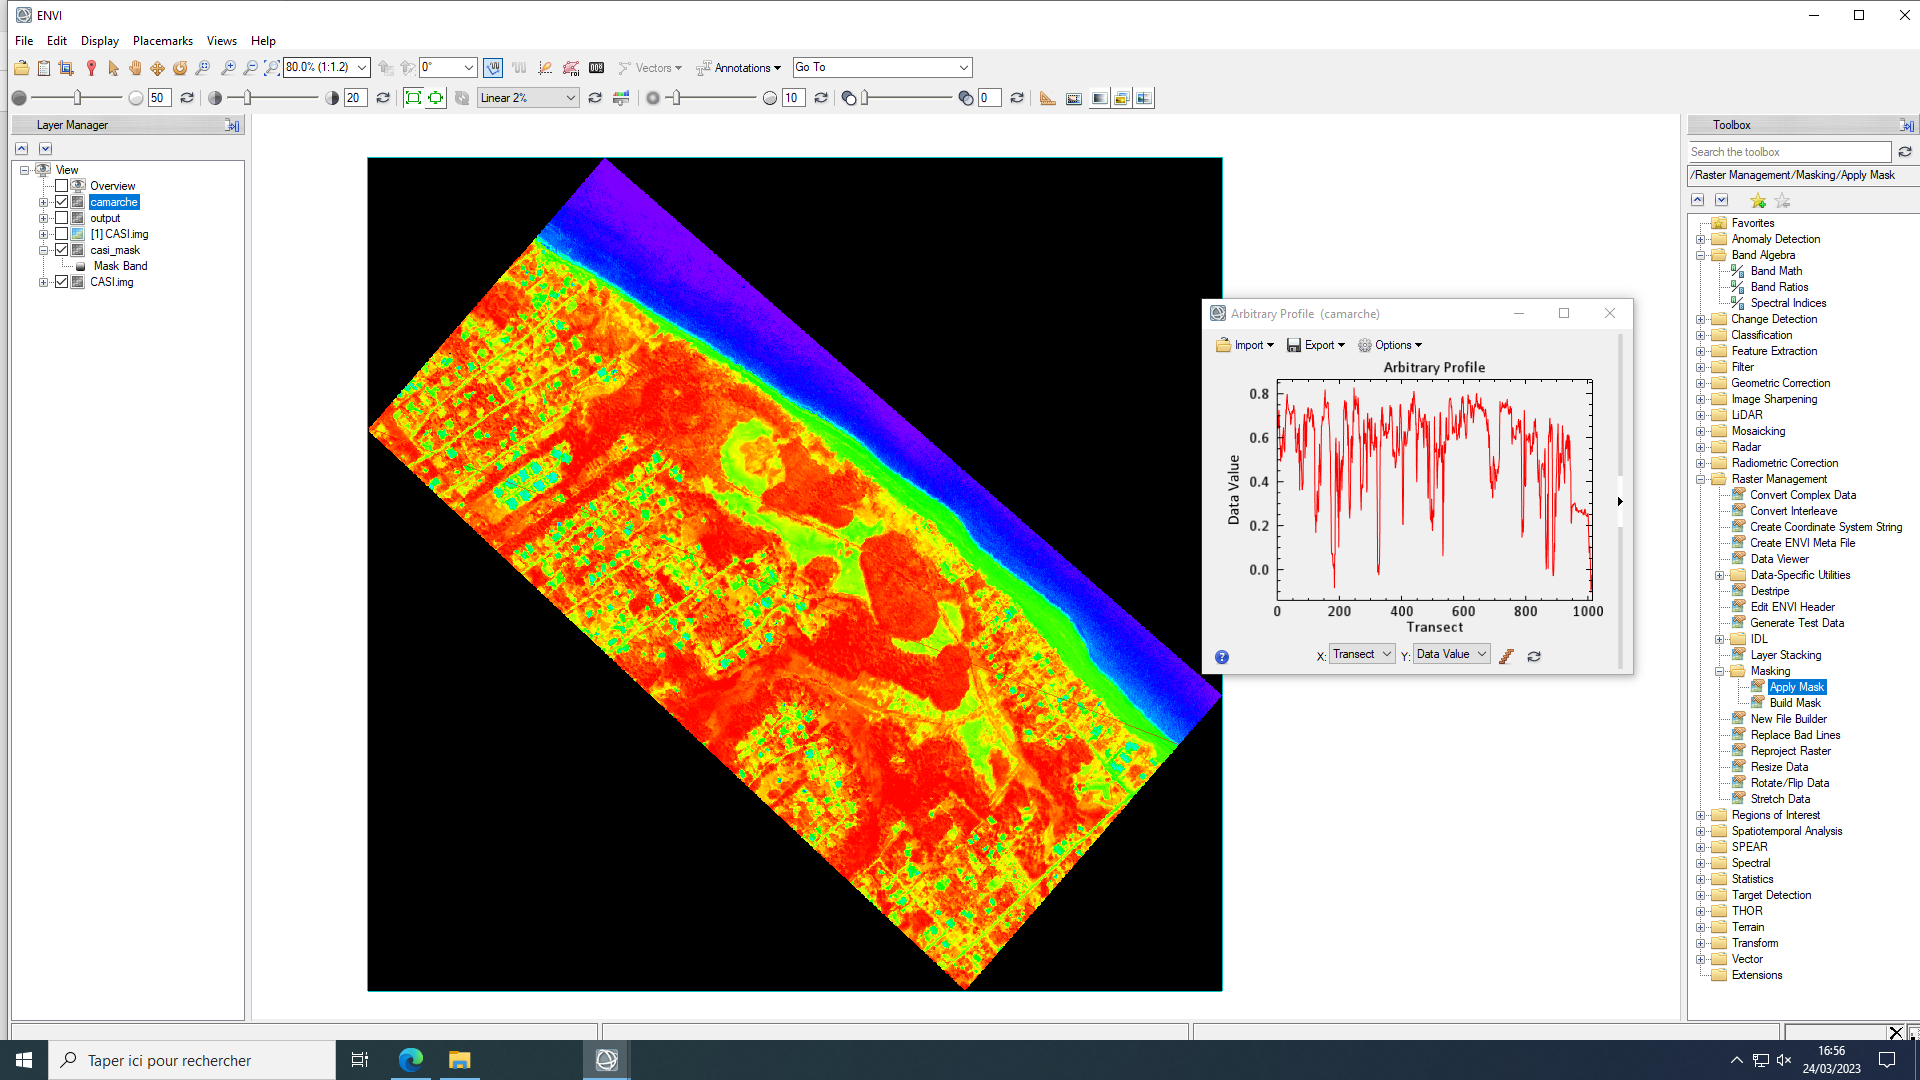 ENVI
File Edit Display Placemarks Views Help
80.0% (1:1.2) 0° Vectors Annotations Go To
50 20 Linear 2% 10 0
Layer Manager
View
Overview
camarche
output
[1] CASI.img
casi_mask
Mask Band
CASI.img
Arbitrary Profile (camarche)
Import Export Options
Arbitrary Profile
0.8
0.6
0.4
0.2
0.0
Data Value
0 200 400 600 800 1000
Transect
X: Transect Y: Data Value
Toolbox
Search the toolbox
/Raster Management/Masking/Apply Mask
Favorites
Anomaly Detection
Band Algebra
Band Math
Band Ratios
Spectral Indices
Change Detection
Classification
Feature Extraction
Filter
Geometric Correction
Image Sharpening
LiDAR
Mosaicking
Radar
Radiometric Correction
Raster Management
Convert Complex Data
Convert Interleave
Create Coordinate System String
Create ENVI Meta File
Data Viewer
Data-Specific Utilities
Destripe
Edit ENVI Header
Generate Test Data
IDL
Layer Stacking
Masking
Apply Mask
Build Mask
New File Builder
Replace Bad Lines
Reproject Raster
Resize Data
Rotate/Flip Data
Stretch Data
Regions of Interest
Spatiotemporal Analysis
SPEAR
Spectral
Statistics
Target Detection
THOR
Terrain
Transform
Vector
Extensions
Taper ici pour rechercher
16:56
24/03/2023